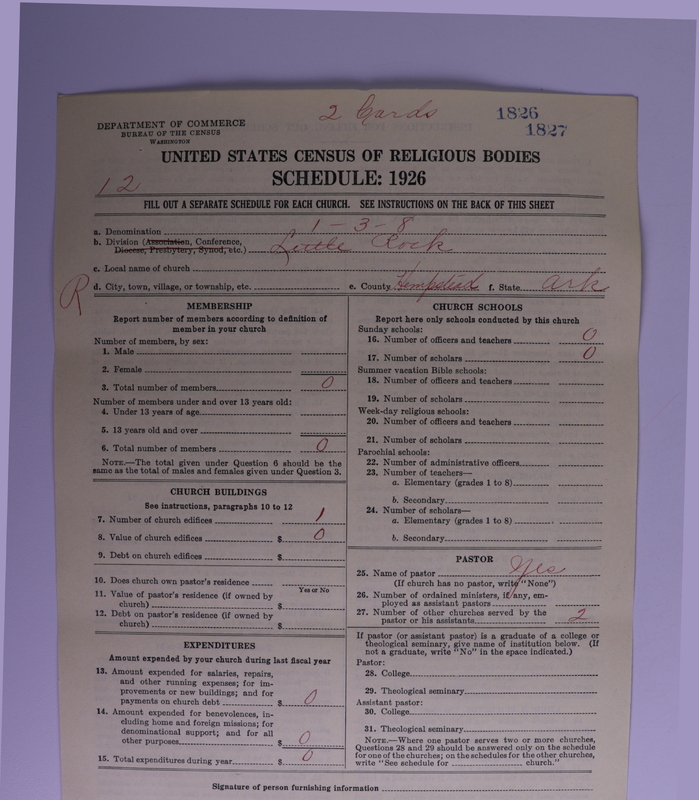 2 Cards
1826
1827
DEPARTMENT OF COMMERCE
BUREAU OF THE CENSUS
WASHINGTON
UNITED STATES CENSUS OF RELIGIOUS BODIES
12
SCHEDULE: 1926
FILL OUT A SEPARATE SCHEDULE FOR EACH CHURCH. SEE INSTRUCTIONS ON THE BACK OF THIS SHEET
a. Denomination 1-3-8
b. Division (Association, Conference,
Diocese, Presbytery, Synod, etc.) Little Rock
c. Local name of church
d. City, town, village, or township, etc. e. County Hempstead f. State Ark
R
MEMBERSHIP
Report number of members according to definition of
member in your church
Number of members, by sex:
1. Male
2. Female
3. Total number of members 0
Number of members under and over 13 years old:
4. Under 13 years of age
5. 13 years old and over
6. Total number of members 0
NOTE.—The total given under Question 6 should be the
same as the total of males and females given under Question 3.
CHURCH BUILDINGS
See instructions, paragraphs 10 to 12
7. Number of church edifices 1
8. Value of church edifices $ 0
9. Debt on church edifices $
10. Does church own pastor's residence
Yes or No
11. Value of pastor's residence (if owned by
church) $
12. Debt on pastor's residence (if owned by
church) $
EXPENDITURES
Amount expended by your church during last fiscal year
13. Amount expended for salaries, repairs,
and other running expenses; for im-
provements or new buildings; and for
payments on church debt $ 0
14. Amount expended for benevolences, in-
cluding home and foreign missions; for
denominational support; and for all
other purposes $ 0
15. Total expenditures during year $ 0
CHURCH SCHOOLS
Report here only schools conducted by this church
Sunday schools:
16. Number of officers and teachers 0
17. Number of scholars 0
Summer vacation Bible schools:
18. Number of officers and teachers
19. Number of scholars
Week-day religious schools:
20. Number of officers and teachers
21. Number of scholars
Parochial schools:
22. Number of administrative officers
23. Number of teachers—
a. Elementary (grades 1 to 8)
b. Secondary
24. Number of scholars—
a. Elementary (grades 1 to 8)
b. Secondary
PASTOR
25. Name of pastor Yes
(If church has no pastor, write "None")
26. Number of ordained ministers, if any, em-
ployed as assistant pastors
27. Number of other churches served by the
pastor or his assistants 2
If pastor (or assistant pastor) is a graduate of a college or
theological seminary, give name of institution below. (If
not a graduate, write "No" in the space indicated.)
Pastor:
28. College
29. Theological seminary
Assistant pastor:
30. College
31. Theological seminary
NOTE.—Where one pastor serves two or more churches,
Questions 28 and 29 should be answered only on the schedule
for one of the churches; on the schedules for the other churches,
write "See schedule for church."
Signature of person furnishing information